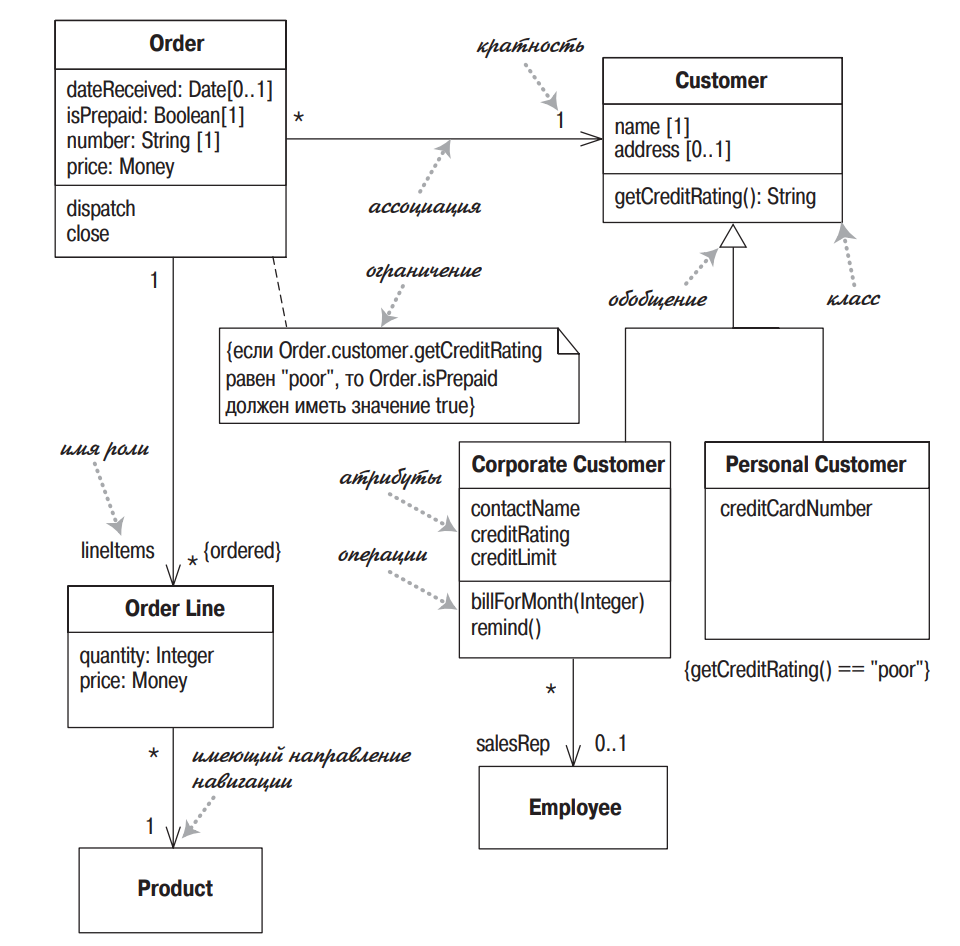 Order
dateReceived: Date[0..1]
isPrepaid: Boolean[1]
number: String [1]
price: Money
dispatch
close
*
1
кратность
ассоциация
Customer
name [1]
address [0..1]
getCreditRating(): String
обобщение
класс
1
ограничение
{если Order.customer.getCreditRating
равен "poor", то Order.isPrepaid
должен иметь значение true}
имя роли
lineItems
* {ordered}
атрибуты
операции
Corporate Customer
contactName
creditRating
creditLimit
billForMonth(Integer)
remind()
Personal Customer
creditCardNumber
{getCreditRating() == "poor"}
Order Line
quantity: Integer
price: Money
*
имеющий направление
навигации
1
Product
*
salesRep
0..1
Employee